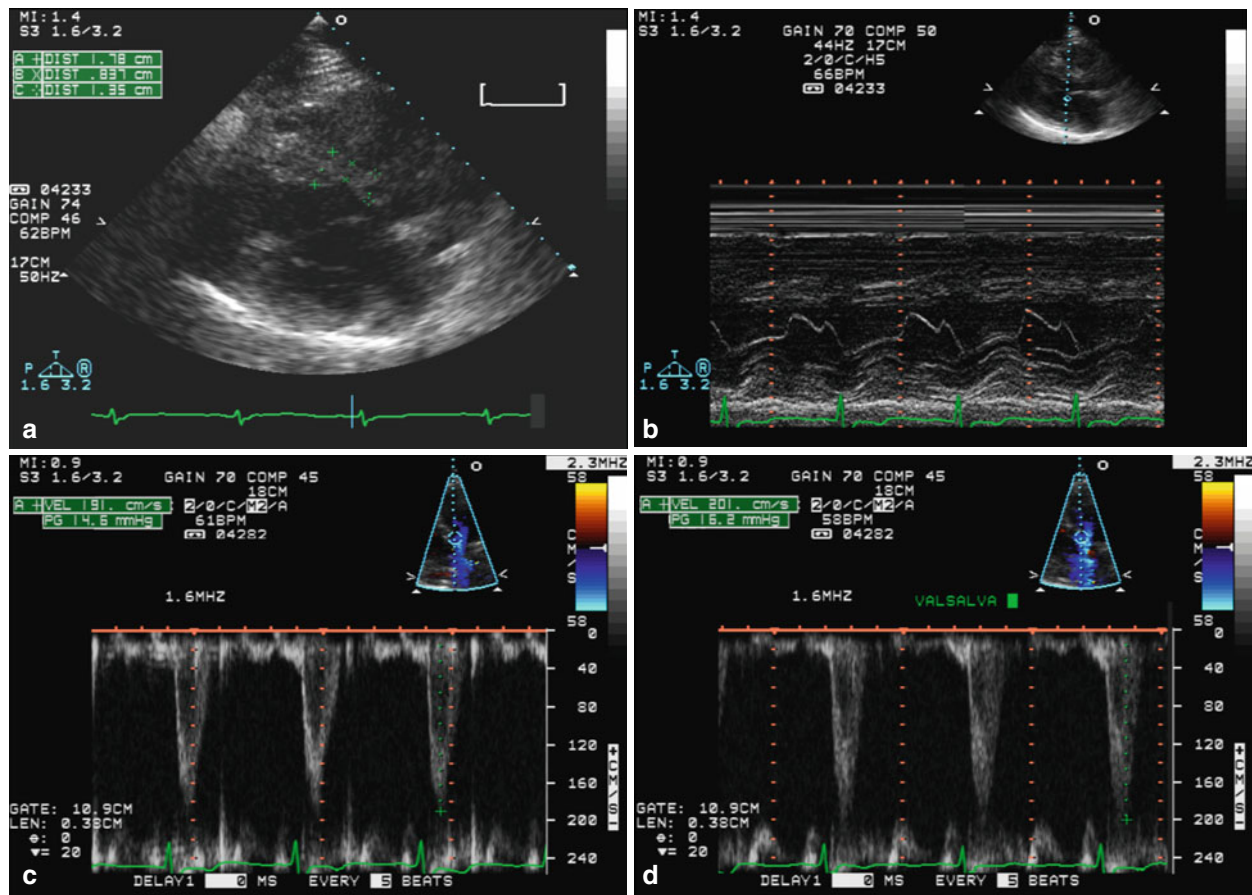 MI:1.4
S3 1.6/3.2
A + DIST 1.78 cm
B X DIST .837 cm
C DIST 1.35 cm
04233
GAIN 74
COMP 46
62BPM
17CM
50HZ
T
P R
1.6 3.2
a
MI:1.4
S3 1.6/3.2
GAIN 70 COMP 50
44HZ 17CM
2/0/C/H5
66BPM
04233
T
P R
1.6 3.2
b
MI:0.9
S3 1.6/3.2
GAIN 70 COMP 45
2.3MHZ
18CM
58
A + VEL 191. cm/s
PG 14.6 mmHg
2/0/C/M2/A
61BPM
04282
C
M
/
S
58
1.6MHZ
0
40
80
120
160
200
240
+CM/S
GATE: 10.9CM
LEN: 0.38CM
θ: 0
▼= 20
DELAY1 0 MS EVERY 5 BEATS
c
MI:0.9
S3 1.6/3.2
GAIN 70 COMP 45
2.3MHZ
18CM
58
A + VEL 201. cm/s
PG 16.2 mmHg
2/0/C/M2/A
58BPM
04282
C
M
/
S
58
1.6MHZ
VALSALVA
0
40
80
120
160
200
240
+CM/S
GATE: 10.9CM
LEN: 0.38CM
θ: 0
▼= 20
DELAY1 0 MS EVERY 5 BEATS
d